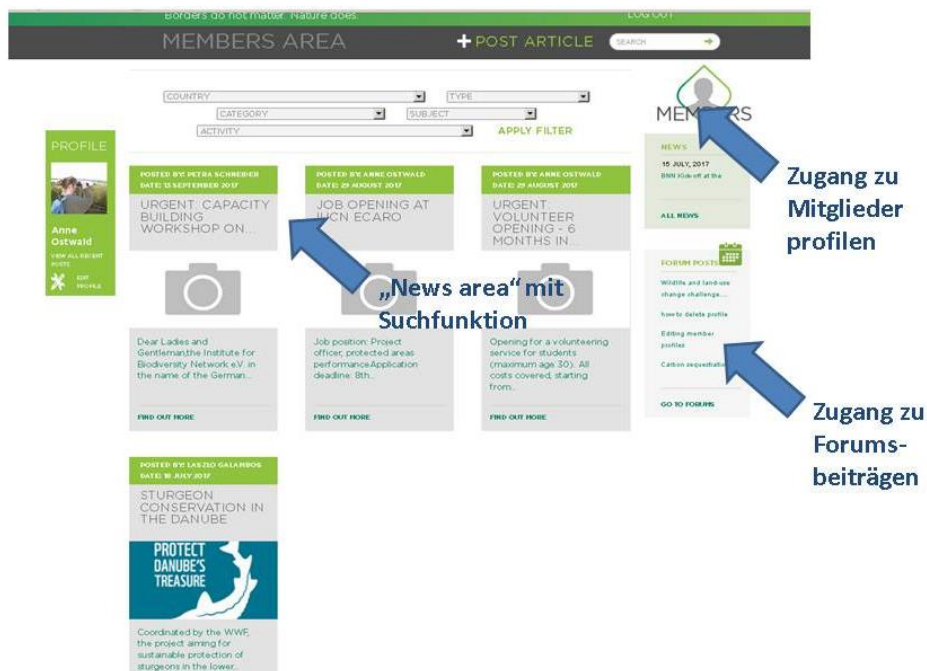 Borders do not matter. Nature does.
LOG OUT
MEMBERS AREA
+ POST ARTICLE
SEARCH
COUNTRY
TYPE
CATEGORY
SUBJECT
ACTIVITY
APPLY FILTER
MEMBERS
PROFILE
Anne
Ostwald
VIEW ALL RECENT
POSTS
EDIT
PROFILE
POSTED BY: PETRA SCHNEIDER
DATE: 13 SEPTEMBER 2017
URGENT: CAPACITY
BUILDING
WORKSHOP ON...
Dear Ladies and
Gentleman,the Institute for
Biodiversity Network e.V. in
the name of the German...
FIND OUT MORE
POSTED BY: ANNE OSTWALD
DATE: 29 AUGUST 2017
JOB OPENING AT
IUCN ECARO
Job position: Project
officer, protected areas
performanceApplication
deadline: 8th...
FIND OUT MORE
POSTED BY: ANNE OSTWALD
DATE: 29 AUGUST 2017
URGENT:
VOLUNTEER
OPENING - 6
MONTHS IN...
Opening for a volunteering
service for students
(maximum age 30). All
costs covered, starting
from...
FIND OUT MORE
„News area“ mit
Suchfunktion
NEWS
15 JULY, 2017
BNN Kick-off at the
ALL NEWS
FORUM POSTS
Wildlife and land-use
change challenge...
how to delete profile
Editing member
profiles
Carbon
GO TO FORUMS
Zugang zu
Mitglieder
profilen
Zugang zu
Forums-
beiträgen
POSTED BY: LASZLO GALAMBOS
DATE: 18 JULY 2017
STURGEON
CONSERVATION IN
THE DANUBE
PROTECT
DANUBE'S
TREASURE
Coordinated by the WWF,
the project aiming for
sustainable protection of
sturgeons in the lower...